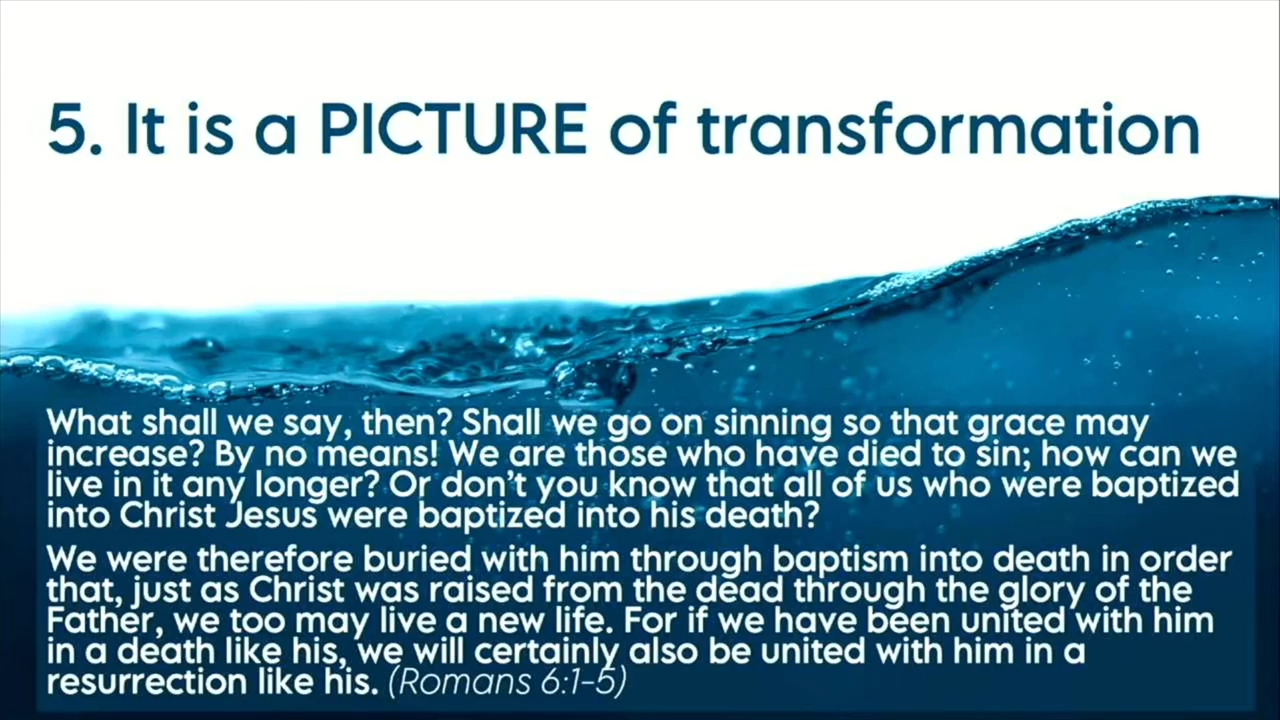 5. It is a PICTURE of transformation
What shall we say, then? Shall we go on sinning so that grace may
increase? By no means! We are those who have died to sin; how can we
live in it any longer? Or don't you know that all of us who were baptized
into Christ Jesus were baptized into his death?
We were therefore buried with him through baptism into death in order
that, just as Christ was raised from the dead through the glory of the
Father, we too may live a new life. For if we have been united with him
in a death like his, we will certainly also be united with him in a
resurrection like his. (Romans 6:1-5)